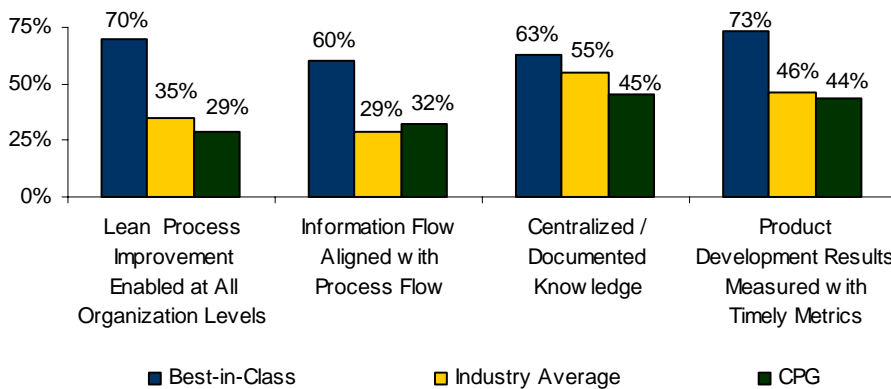 75%
50%
25%
0%
70%
35%
29%
60%
29%
32%
63%
55%
45%
73%
46%
44%
Lean Process
Improvement
Enabled at All
Organization Levels
Information Flow
Aligned with
Process Flow
Centralized /
Documented
Knowledge
Product
Development Results
Measured with
Timely Metrics
Best-in-Class
Industry Average
CPG